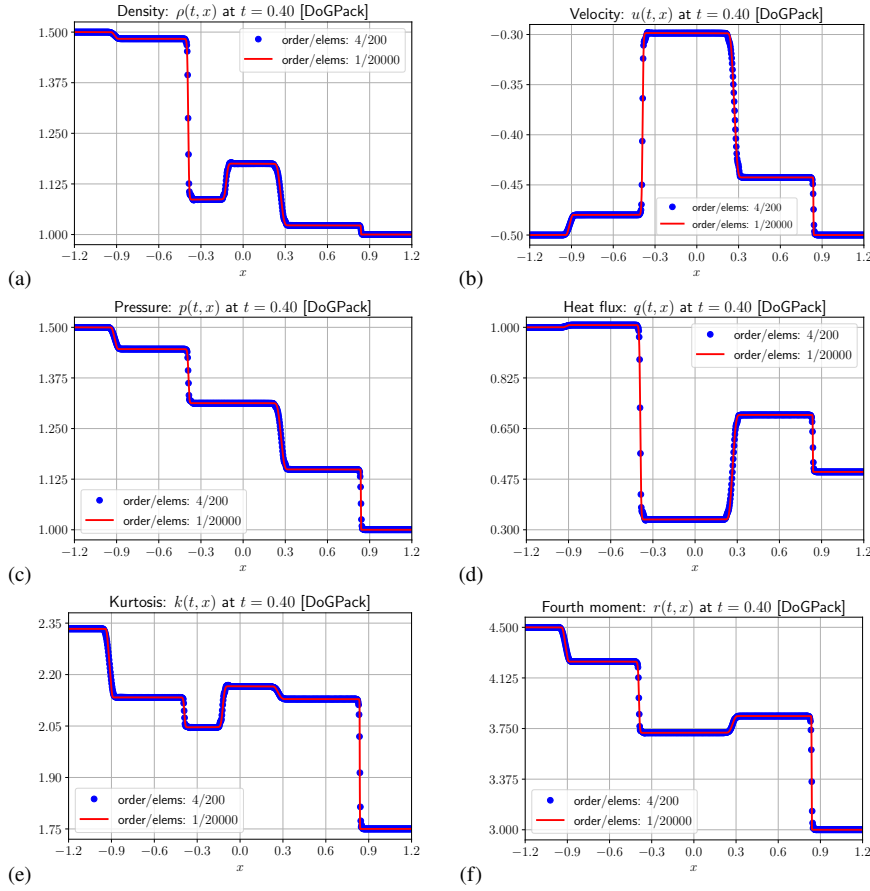 Density: ρ(t, x) at t = 0.40 [DoGPack]
1.500
1.375
1.250
1.125
1.000
order/elems: 4/200
order/elems: 1/20000
−1.2 −0.9 −0.6 −0.3 0.0 0.3 0.6 0.9 1.2
x
(a)
Velocity: u(t, x) at t = 0.40 [DoGPack]
−0.30
−0.35
−0.40
−0.45
−0.50
order/elems: 4/200
order/elems: 1/20000
−1.2 −0.9 −0.6 −0.3 0.0 0.3 0.6 0.9 1.2
x
(b)
Pressure: p(t, x) at t = 0.40 [DoGPack]
1.500
1.375
1.250
1.125
1.000
order/elems: 4/200
order/elems: 1/20000
−1.2 −0.9 −0.6 −0.3 0.0 0.3 0.6 0.9 1.2
x
(c)
Heat flux: q(t, x) at t = 0.40 [DoGPack]
1.000
0.825
0.650
0.475
0.300
order/elems: 4/200
order/elems: 1/20000
−1.2 −0.9 −0.6 −0.3 0.0 0.3 0.6 0.9 1.2
x
(d)
Kurtosis: k(t, x) at t = 0.40 [DoGPack]
2.35
2.20
2.05
1.90
1.75
order/elems: 4/200
order/elems: 1/20000
−1.2 −0.9 −0.6 −0.3 0.0 0.3 0.6 0.9 1.2
x
(e)
Fourth moment: r(t, x) at t = 0.40 [DoGPack]
4.500
4.125
3.750
3.375
3.000
order/elems: 4/200
order/elems: 1/20000
−1.2 −0.9 −0.6 −0.3 0.0 0.3 0.6 0.9 1.2
x
(f)